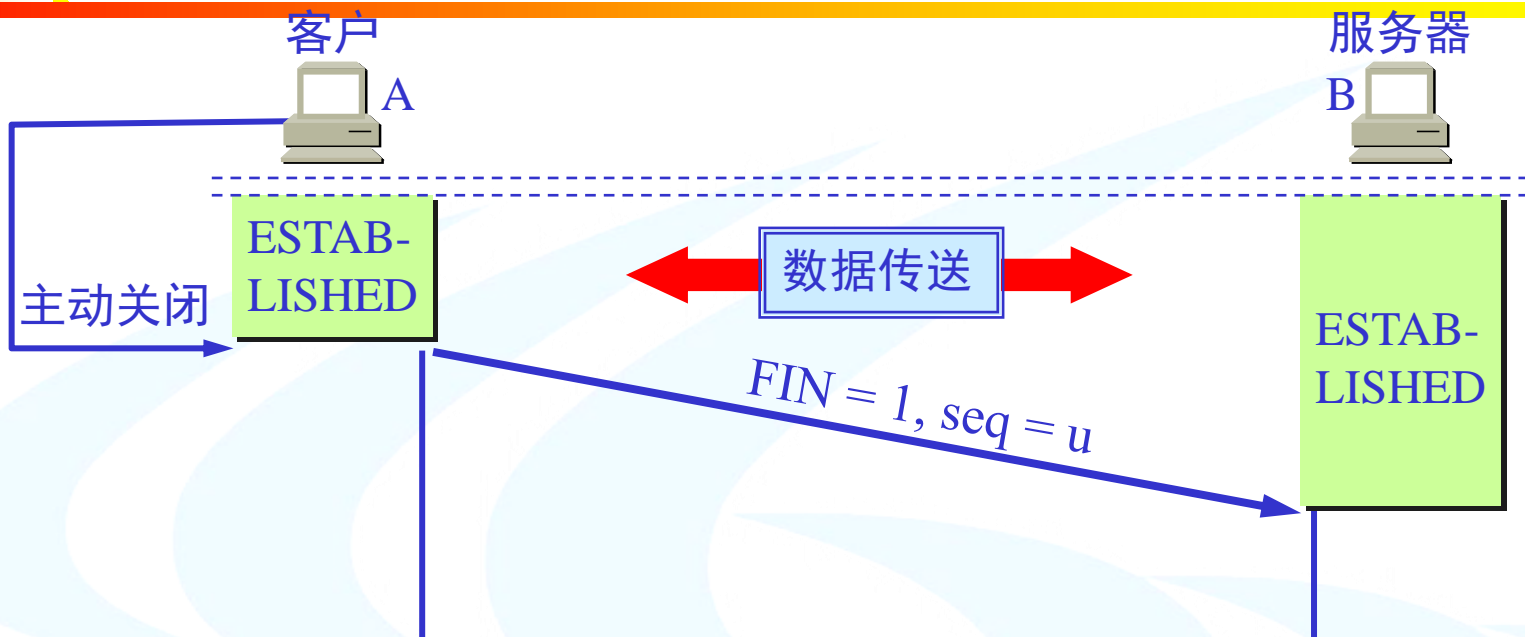 客户
服务器
A
B
ESTAB-
LISHED
数据传送
主动关闭
ESTAB-
LISHED
FIN = 1, seq = u